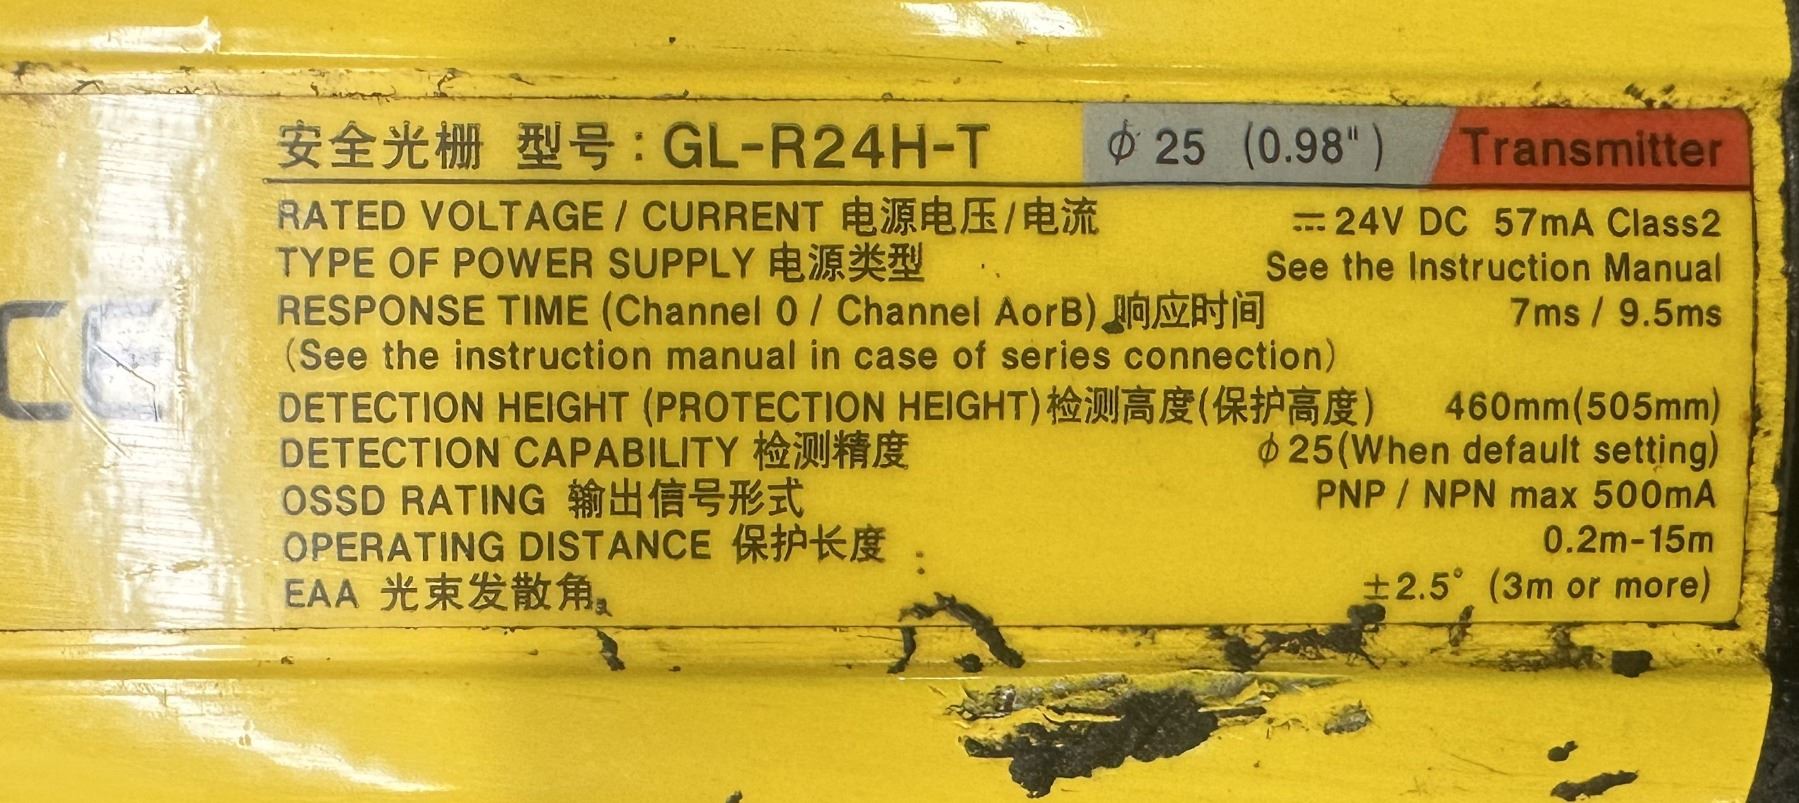 安全光栅 型号：GL-R24H-T ϕ 25 (0.98") Transmitter
RATED VOLTAGE / CURRENT 电源电压/电流 ⎓ 24V DC 57mA Class2
TYPE OF POWER SUPPLY 电源类型 See the Instruction Manual
RESPONSE TIME (Channel 0 / Channel AorB) 响应时间 7ms / 9.5ms
(See the instruction manual in case of series connection)
DETECTION HEIGHT (PROTECTION HEIGHT) 检测高度(保护高度) 460mm(505mm)
DETECTION CAPABILITY 检测精度 ϕ 25(When default setting)
OSSD RATING 输出信号形式 PNP / NPN max 500mA
OPERATING DISTANCE 保护长度 0.2m-15m
EAA 光束发散角 ±2.5° (3m or more)
CE